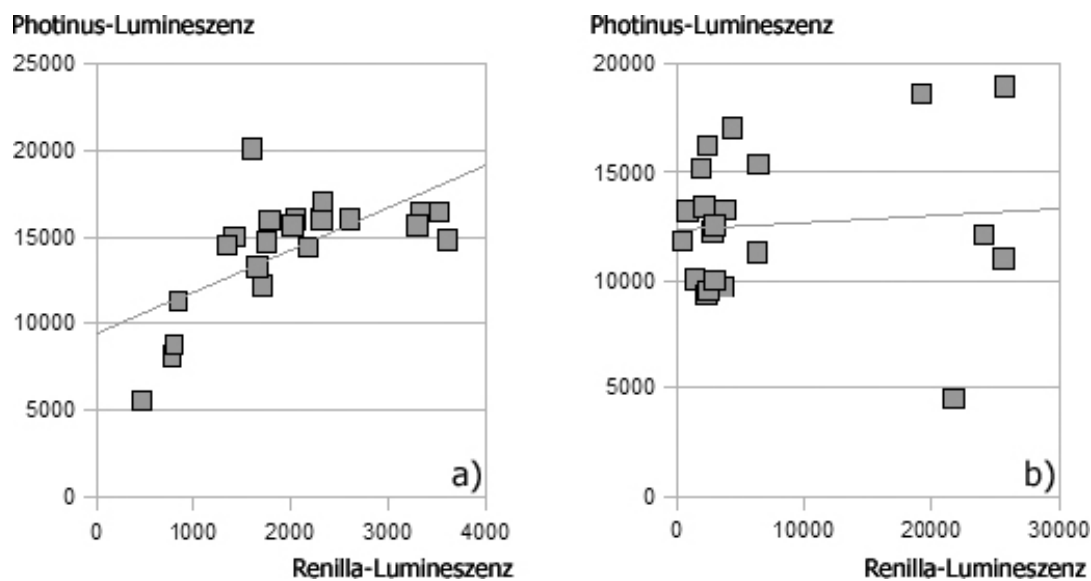 Photinus-Lumineszenz
25000
20000
15000
10000
5000
0
0 1000 2000 3000 4000
a)
Renilla-Lumineszenz
Photinus-Lumineszenz
20000
15000
10000
5000
0
0 10000 20000 30000
b)
Renilla-Lumineszenz